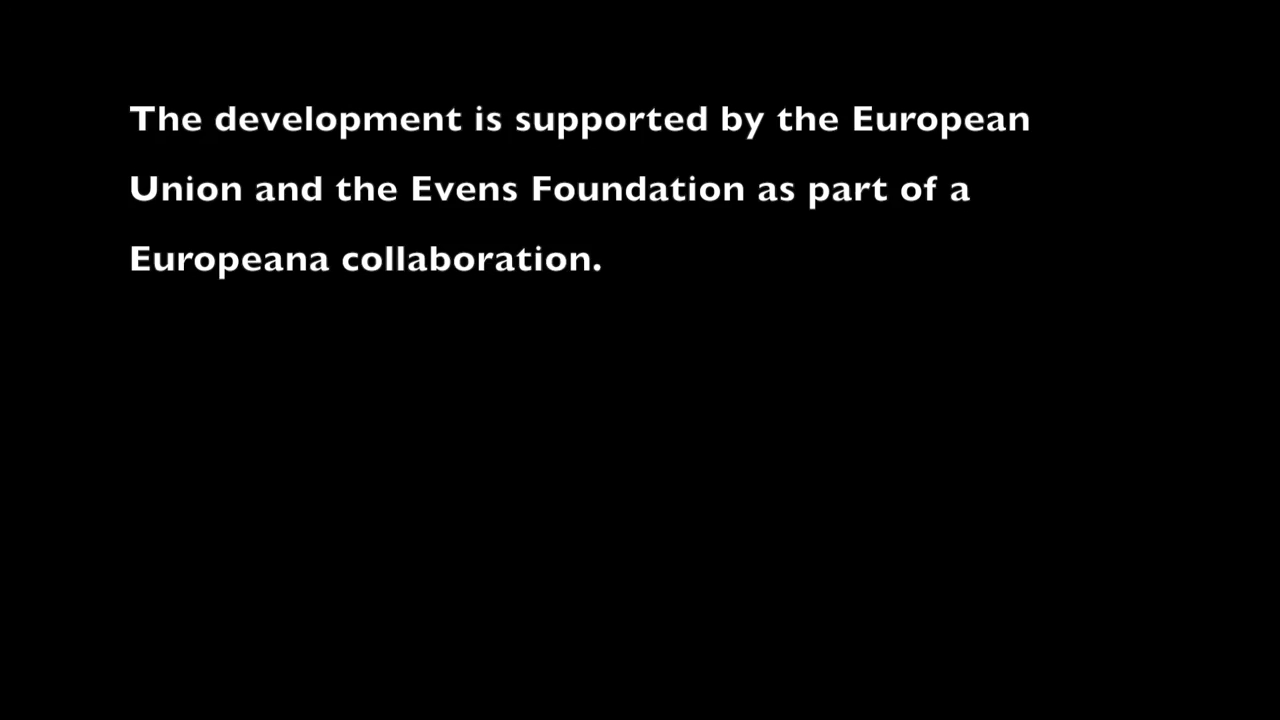 The development is supported by the European
Union and the Evens Foundation as part of a
Europeana collaboration.